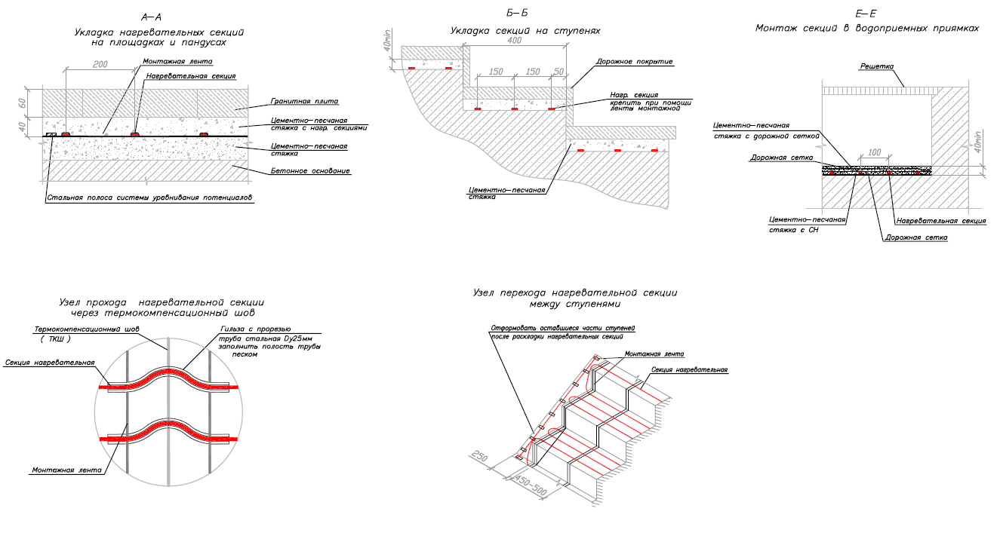 А–А
Укладка нагревательных секций
на площадках и пандусах
Монтажная лента
200
Нагревательная секция
60
Гранитная плита
40
Цементно-песчаная
стяжка с нагр. секциями
Цементно-песчаная
стяжка
Бетонное основание
Стальная полоса системы уравнивания потенциалов
Б–Б
Укладка секций на ступенях
400
40min
Дорожное покрытие
150
150
50
Нагр. секция
крепить при помощи
ленты монтажной
Цементно-песчаная
стяжка
Е–Е
Монтаж секций в водоприемных приямках
Решетка
Цементно-песчаная
стяжка с дорожной сеткой
40min
100
Дорожная сетка
Цементно-песчаная
стяжка с СН
Нагревательная секция
Дорожная сетка
Узел прохода нагревательной секции
через термокомпенсационный шов
Термокомпенсационный шов
( ТКШ )
Гильза с прорезью
труба стальная Dу25мм
заполнить полость трубы
песком
Секция нагревательная
Монтажная лента
Узел перехода нагревательной секции
между ступенями
Отформовать оставшиеся части ступеней
после раскладки нагревательных секций
Монтажная лента
Секция нагревательная
250
450-500